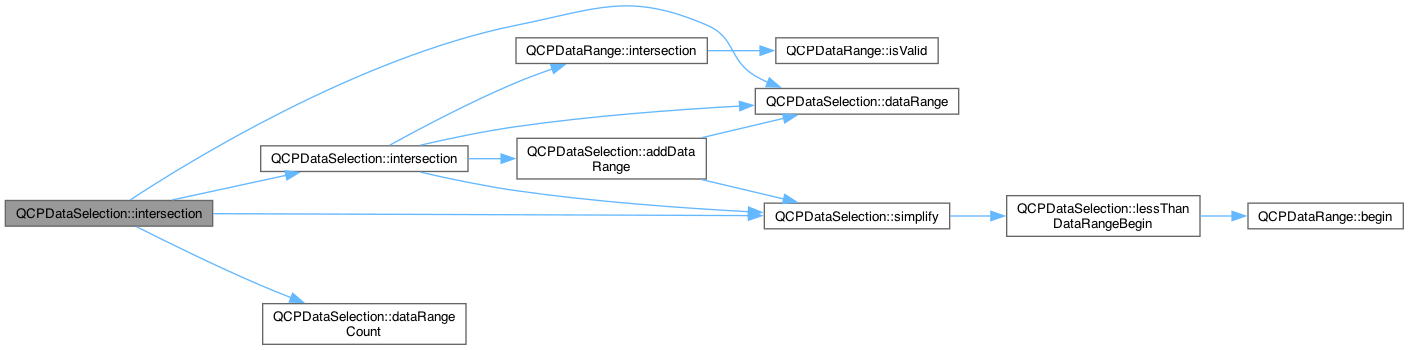 QCPDataRange::intersection
QCPDataRange::isValid
QCPDataSelection::dataRange
QCPDataSelection::intersection
QCPDataSelection::addData
Range
QCPDataSelection::intersection
QCPDataSelection::simplify
QCPDataSelection::lessThan
DataRangeBegin
QCPDataRange::begin
QCPDataSelection::dataRange
Count